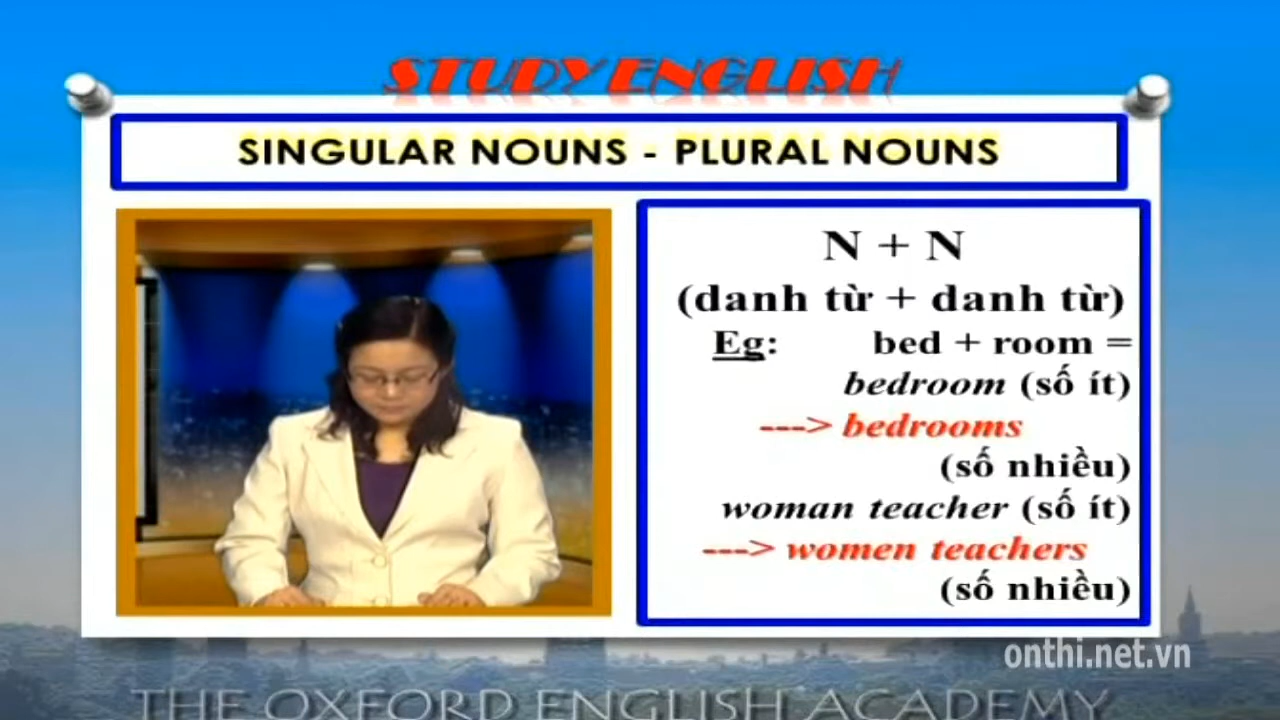 STUDY ENGLISH
SINGULAR NOUNS - PLURAL NOUNS
N + N
(danh từ + danh từ)
Eg: bed + room =
bedroom (số ít)
---> bedrooms
(số nhiều)
woman teacher (số ít)
---> women teachers
(số nhiều)
onthi.net.vn
THE OXFORD ENGLISH ACADEMY